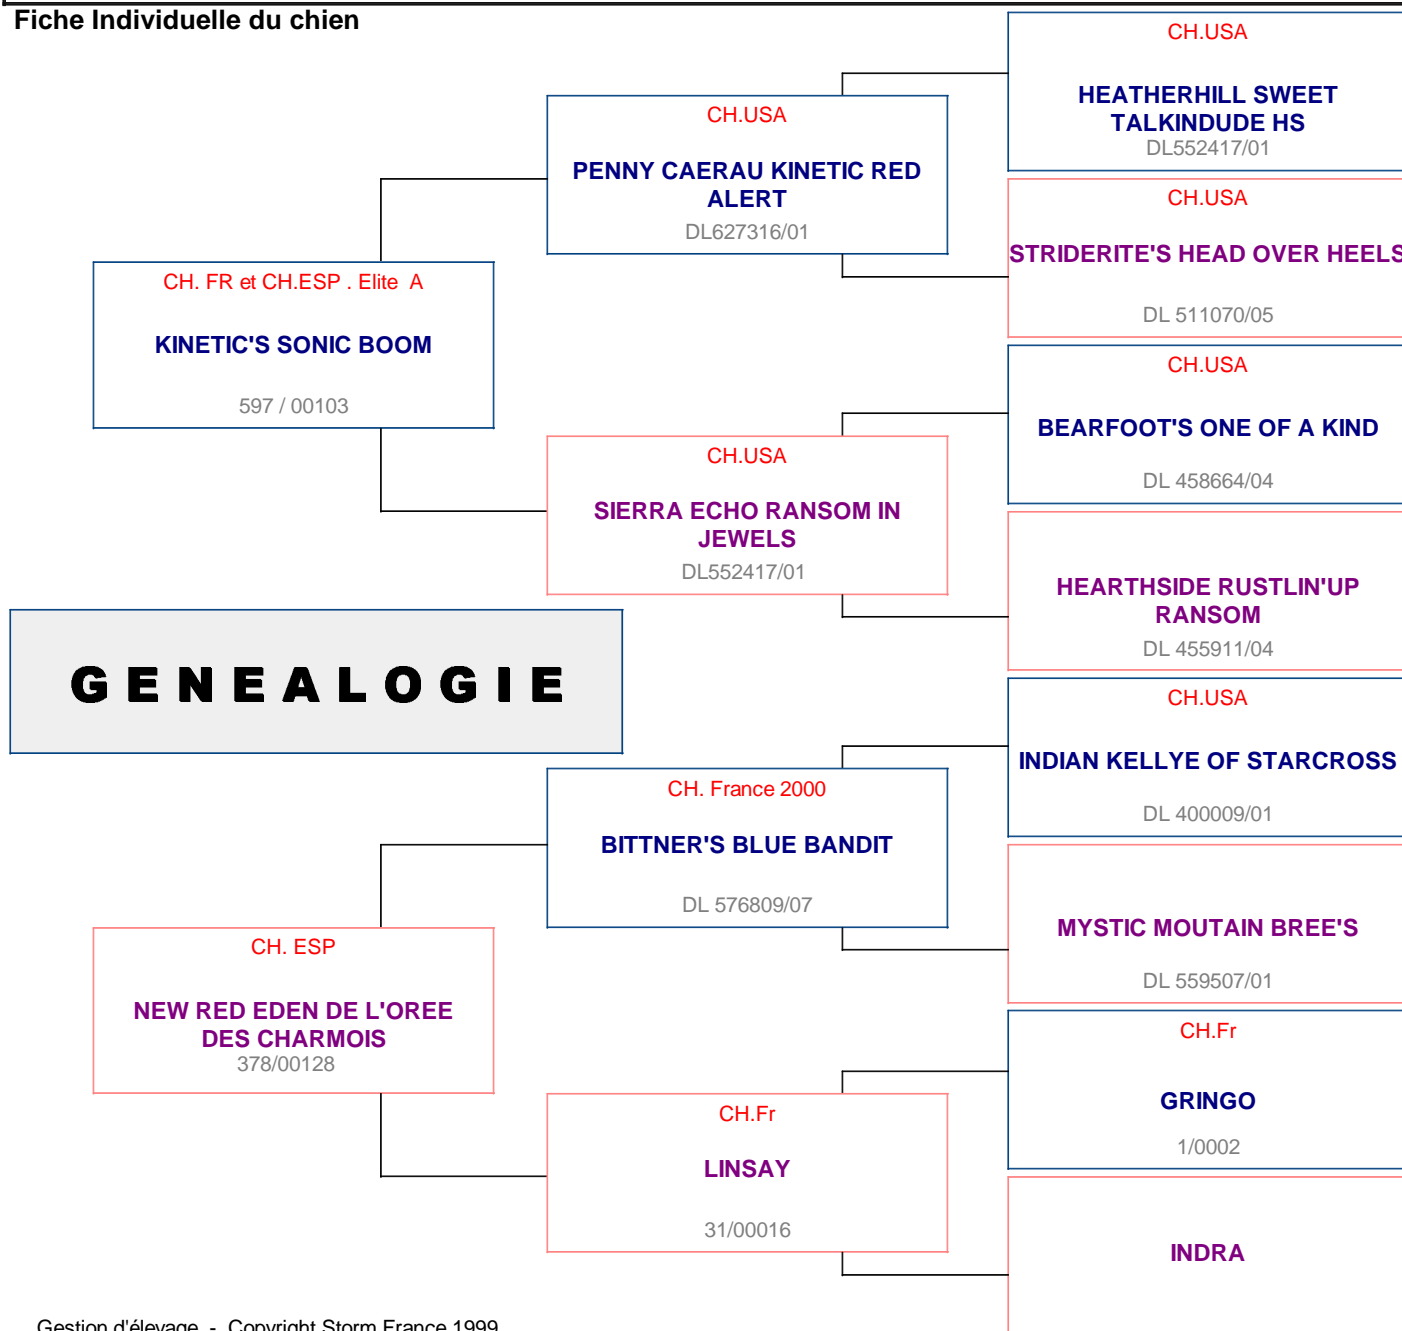 Fiche Individuelle du chien
CH.USA
HEATHERHILL SWEET
TALKINDUDE HS
DL552417/01
CH.USA
PENNY CAERAU KINETIC RED
ALERT
DL627316/01
CH.USA
STRIDERITE'S HEAD OVER HEELS
DL 511070/05
CH. FR et CH.ESP . Elite A
KINETIC'S SONIC BOOM
597 / 00103
CH.USA
BEARFOOT'S ONE OF A KIND
DL 458664/04
CH.USA
SIERRA ECHO RANSOM IN
JEWELS
DL552417/01
HEARTHSIDE RUSTLIN'UP
RANSOM
DL 455911/04
GENEALOGIE
CH.USA
INDIAN KELLYE OF STARCROSS
DL 400009/01
CH. France 2000
BITTNER'S BLUE BANDIT
DL 576809/07
MYSTIC MOUTAIN BREE'S
DL 559507/01
CH. ESP
NEW RED EDEN DE L'OREE
DES CHARMOIS
378/00128
CH.Fr
GRINGO
1/0002
CH.Fr
LINSAY
31/00016
INDRA
Gestion d'élevage - Copyright Storm France 1999